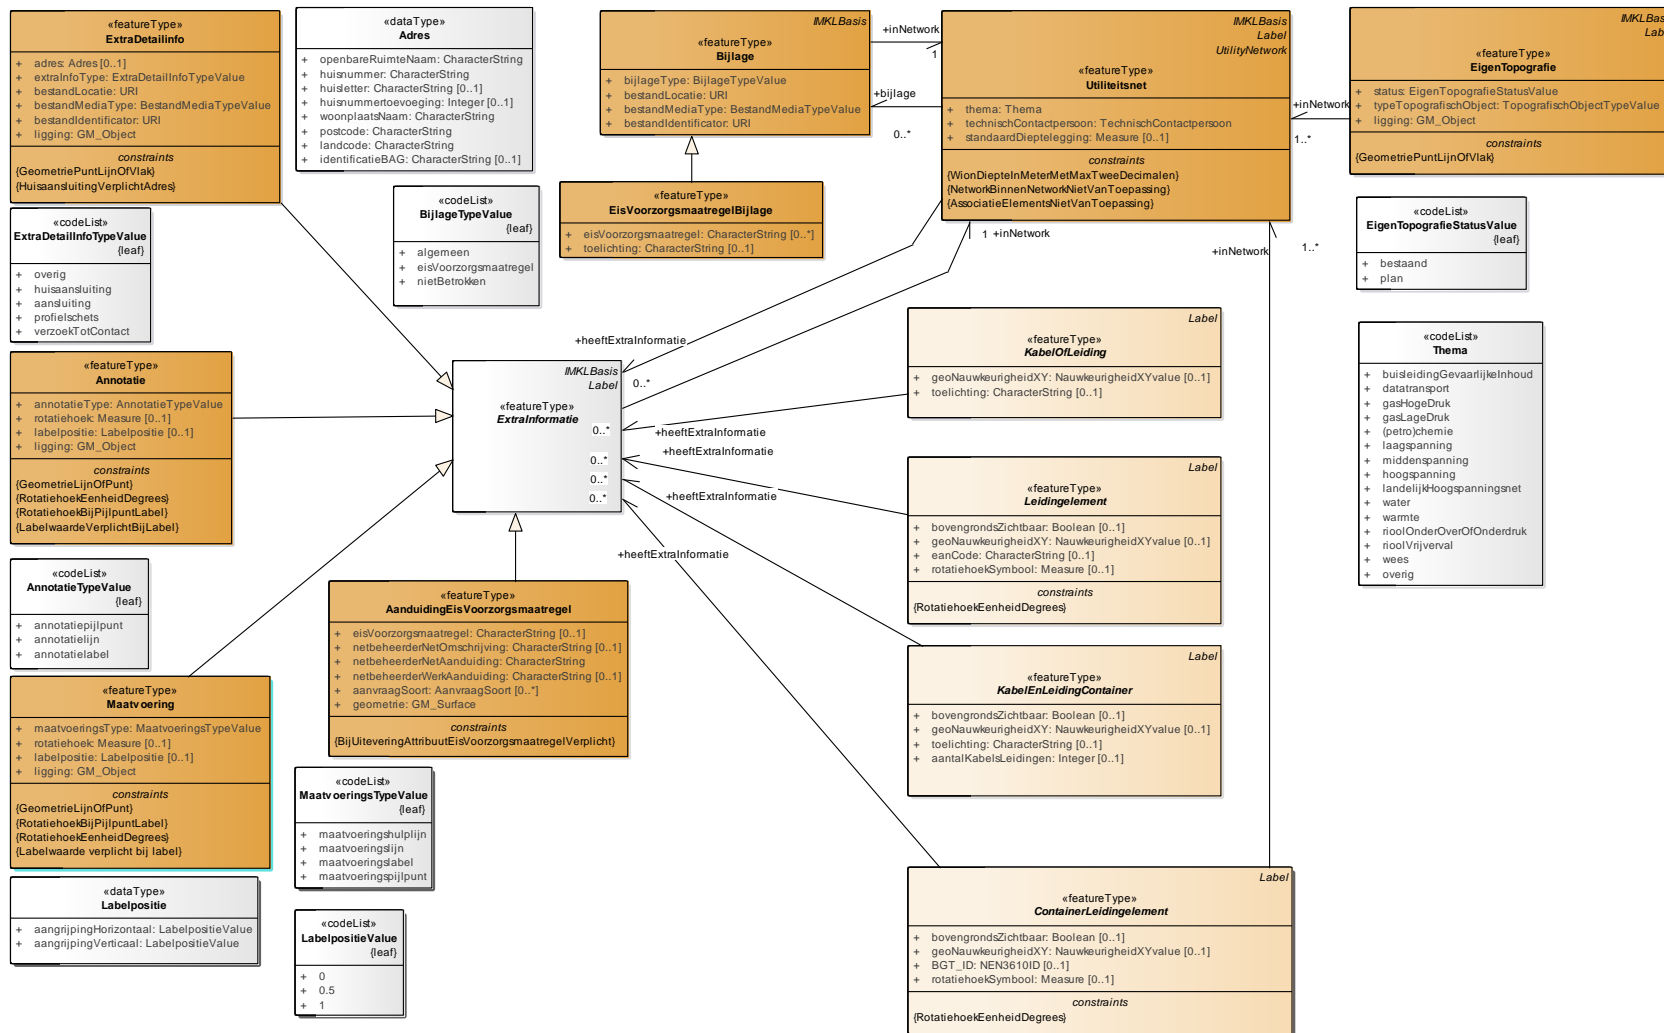 «featureType»
ExtraDetailinfo
+ adres: Adres [0..1]
+ extraInfoType: ExtraDetailInfoTypeValue
+ bestandLocatie: URI
+ bestandMediaType: BestandMediaTypeValue
+ bestandIdentificator: URI
+ ligging: GM_Object
constraints
{GeometriePuntLijnOfVlak}
{HuisaansluitingVerplichtAdres}
«dataType»
Adres
+ openbareRuimteNaam: CharacterString
+ huisnummer: CharacterString
+ huisletter: CharacterString [0..1]
+ huisnummertoevoeging: Integer [0..1]
+ woonplaatsNaam: CharacterString
+ postcode: CharacterString
+ landcode: CharacterString
+ identificatieBAG: CharacterString [0..1]
IMKLBasis
«featureType»
Bijlage
+ bijlageType: BijlageTypeValue
+ bestandLocatie: URI
+ bestandMediaType: BestandMediaTypeValue
+ bestandIdentificator: URI
+inNetwork
1
+bijlage
0..*
IMKLBasis
Label
UtilityNetwork
«featureType»
Utiliteitsnet
+ thema: Thema
+ technischContactpersoon: TechnischContactpersoon
+ standaardDieptelegging: Measure [0..1]
constraints
{WionDiepteInMeterMetMaxTweeDecimalen}
{NetworkBinnenNetworkNietVanToepassing}
{AssociatieElementsNietVanToepassing}
+inNetwork
1..*
IMKLBas
Labe
«featureType»
EigenTopografie
+ status: EigenTopografieStatusValue
+ typeTopografischObject: TopografischObjectTypeValue
+ ligging: GM_Object
constraints
{GeometriePuntLijnOfVlak}
«featureType»
EisVoorzorgsmaatregelBijlage
+ eisVoorzorgsmaatregel: CharacterString [0..*]
+ toelichting: CharacterString [0..1]
«codeList»
BijlageTypeValue
{leaf}
+ algemeen
+ eisVoorzorgsmaatregel
+ nietBetrokken
«codeList»
ExtraDetailInfoTypeValue
{leaf}
+ overig
+ huisaansluiting
+ aansluiting
+ profielschets
+ verzoekTotContact
1 +inNetwork
+inNetwork
1..*
«codeList»
EigenTopografieStatusValue
{leaf}
+ bestaand
+ plan
«codeList»
Thema
+ buisleidingGevaarlijkeInhoud
+ datatransport
+ gasHogeDruk
+ gasLageDruk
+ (petro)chemie
+ laagspanning
+ middenspanning
+ hoogspanning
+ landelijkHoogspanningsnet
+ water
+ warmte
+ rioolOnderOverOfOnderdruk
+ rioolVrijverval
+ wees
+ overig
«featureType»
Annotatie
+ annotatieType: AnnotatieTypeValue
+ rotatiehoek: Measure [0..1]
+ labelpositie: Labelpositie [0..1]
+ ligging: GM_Object
constraints
{GeometrieLijnOfPunt}
{RotatiehoekEenheidDegrees}
{RotatiehoekBijPijlpuntLabel}
{LabelwaardeVerplichtBijLabel}
IMKLBasis
Label
«featureType»
ExtraInformatie
+heeftExtraInformatie
0..*
0..*
+heeftExtraInformatie
0..*
+heeftExtraInformatie
0..*
+heeftExtraInformatie
0..*
+heeftExtraInformatie
Label
«featureType»
KabelOfLeiding
+ geoNauwkeurigheidXY: NauwkeurigheidXYvalue [0..1]
+ toelichting: CharacterString [0..1]
Label
«featureType»
Leidingelement
+ bovengrondsZichtbaar: Boolean [0..1]
+ geoNauwkeurigheidXY: NauwkeurigheidXYvalue [0..1]
+ eanCode: CharacterString [0..1]
+ rotatiehoekSymbool: Measure [0..1]
constraints
{RotatiehoekEenheidDegrees}
«codeList»
AnnotatieTypeValue
{leaf}
+ annotatiepijlpunt
+ annotatielijn
+ annotatielabel
«featureType»
AanduidingEisVoorzorgsmaatregel
+ eisVoorzorgsmaatregel: CharacterString [0..1]
+ netbeheerderNetOmschrijving: CharacterString [0..1]
+ netbeheerderNetAanduiding: CharacterString
+ netbeheerderWerkAanduiding: CharacterString [0..1]
+ aanvraagSoort: AanvraagSoort [0..*]
+ geometrie: GM_Surface
constraints
{BijUiteveringAttribuutEisVoorzorgsmaatregelVerplicht}
Label
«featureType»
KabelEnLeidingContainer
+ bovengrondsZichtbaar: Boolean [0..1]
+ geoNauwkeurigheidXY: NauwkeurigheidXYvalue [0..1]
+ toelichting: CharacterString [0..1]
+ aantalKabelsLeidingen: Integer [0..1]
«featureType»
Maatvoering
+ maatvoeringsType: MaatvoeringsTypeValue
+ rotatiehoek: Measure [0..1]
+ labelpositie: Labelpositie [0..1]
+ ligging: GM_Object
constraints
{GeometrieLijnOfPunt}
{RotatiehoekBijPijlpuntLabel}
{RotatiehoekEenheidDegrees}
{Labelwaarde verplicht bij label}
«codeList»
MaatvoeringsTypeValue
{leaf}
+ maatvoeringshulplijn
+ maatvoeringslijn
+ maatvoeringslabel
+ maatvoeringspijlpunt
«dataType»
Labelpositie
+ aangrijpingHorizontaal: LabelpositieValue
+ aangrijpingVerticaal: LabelpositieValue
«codeList»
LabelpositieValue
{leaf}
+ 0
+ 0.5
+ 1
Label
«featureType»
ContainerLeidingelement
+ bovengrondsZichtbaar: Boolean [0..1]
+ geoNauwkeurigheidXY: NauwkeurigheidXYvalue [0..1]
+ BGT_ID: NEN3610ID [0..1]
+ rotatiehoekSymbool: Measure [0..1]
constraints
{RotatiehoekEenheidDegrees}